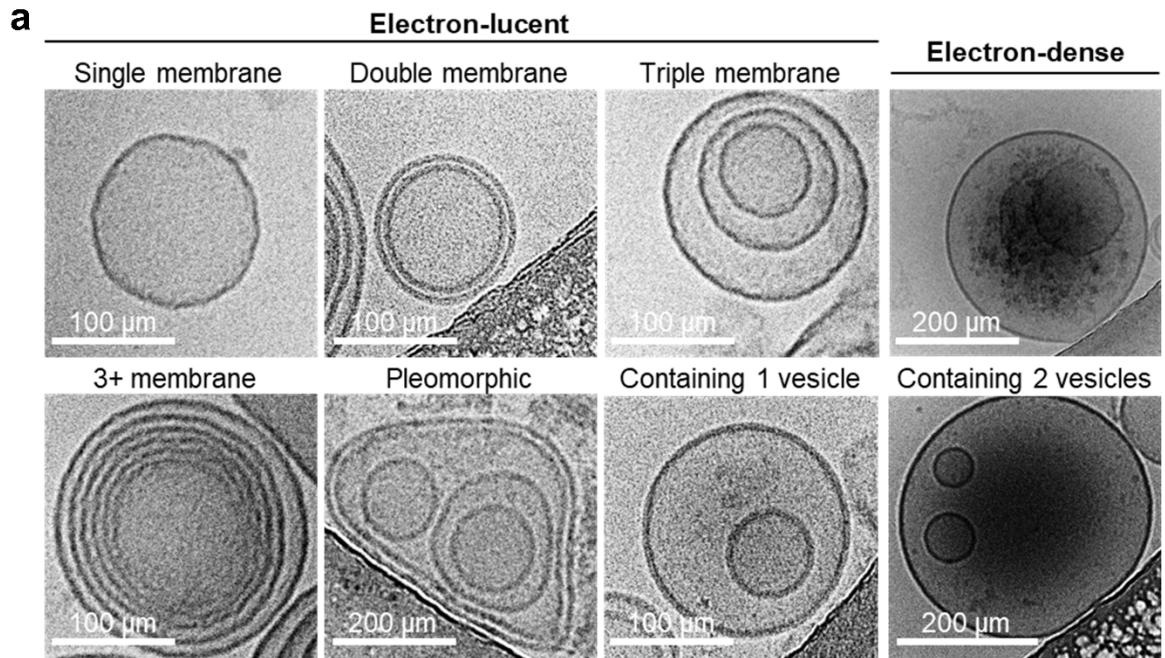 a
Electron-lucent
Electron-dense
Single membrane
Double membrane
Triple membrane
100 µm
100 µm
100 µm
200 µm
3+ membrane
Pleomorphic
Containing 1 vesicle
Containing 2 vesicles
100 µm
200 µm
100 µm
200 µm